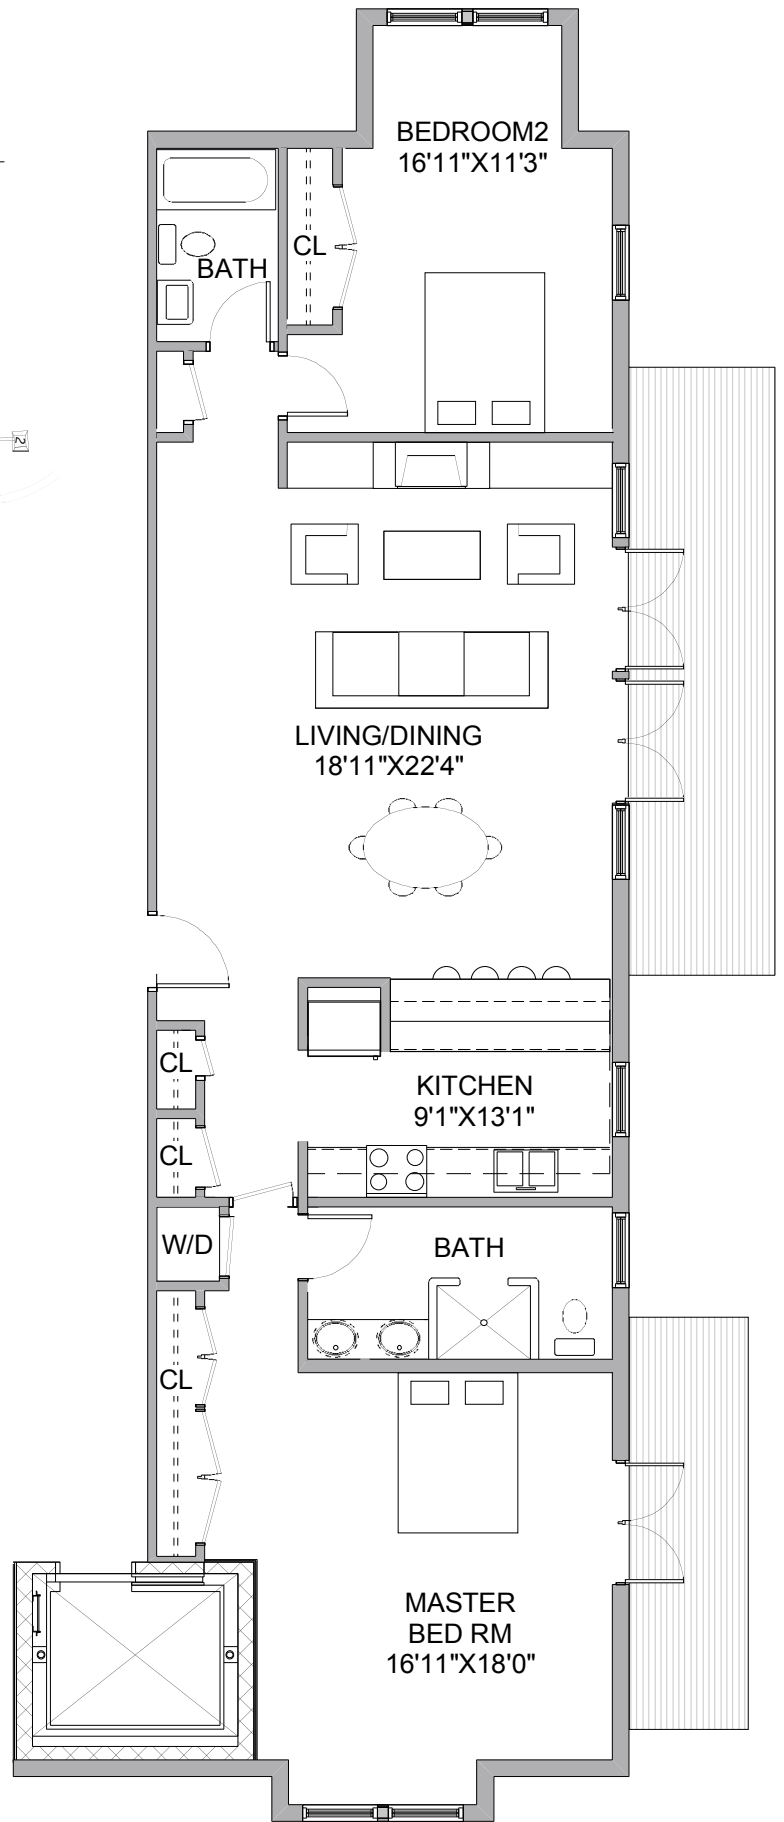 BEDROOM2
16'11"X11'3"
CL
BATH
2
LIVING/DINING
18'11"X22'4"
CL
KITCHEN
9'1"X13'1"
CL
W/D
BATH
CL
MASTER
BED RM
16'11"X18'0"